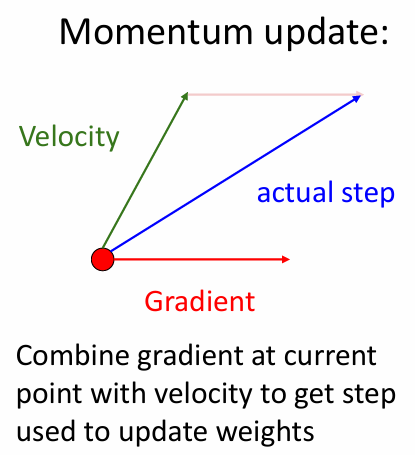 Momentum update:
Velocity
actual step
Gradient
Combine gradient at current
point with velocity to get step
used to update weights